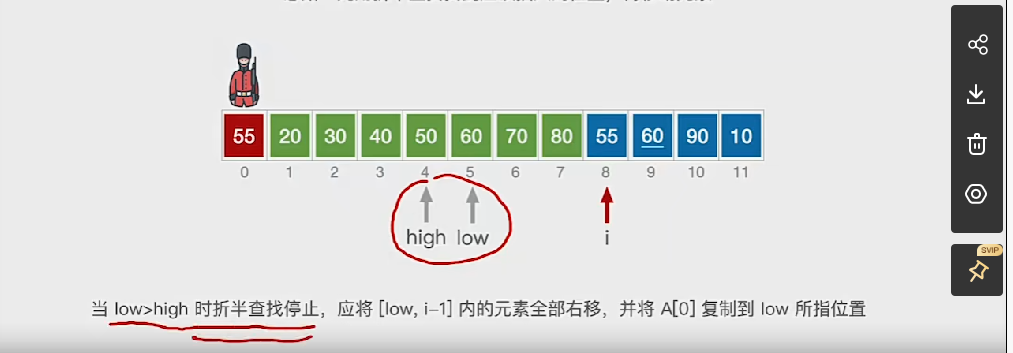 55 20 30 40 50 60 70 80 55 60 90 10
0 1 2 3 4 5 6 7 8 9 10 11
high low i
当 low>high 时折半查找停止，应将 [low, i-1] 内的元素全部右移，并将 A[0] 复制到 low 所指位置
SVIP